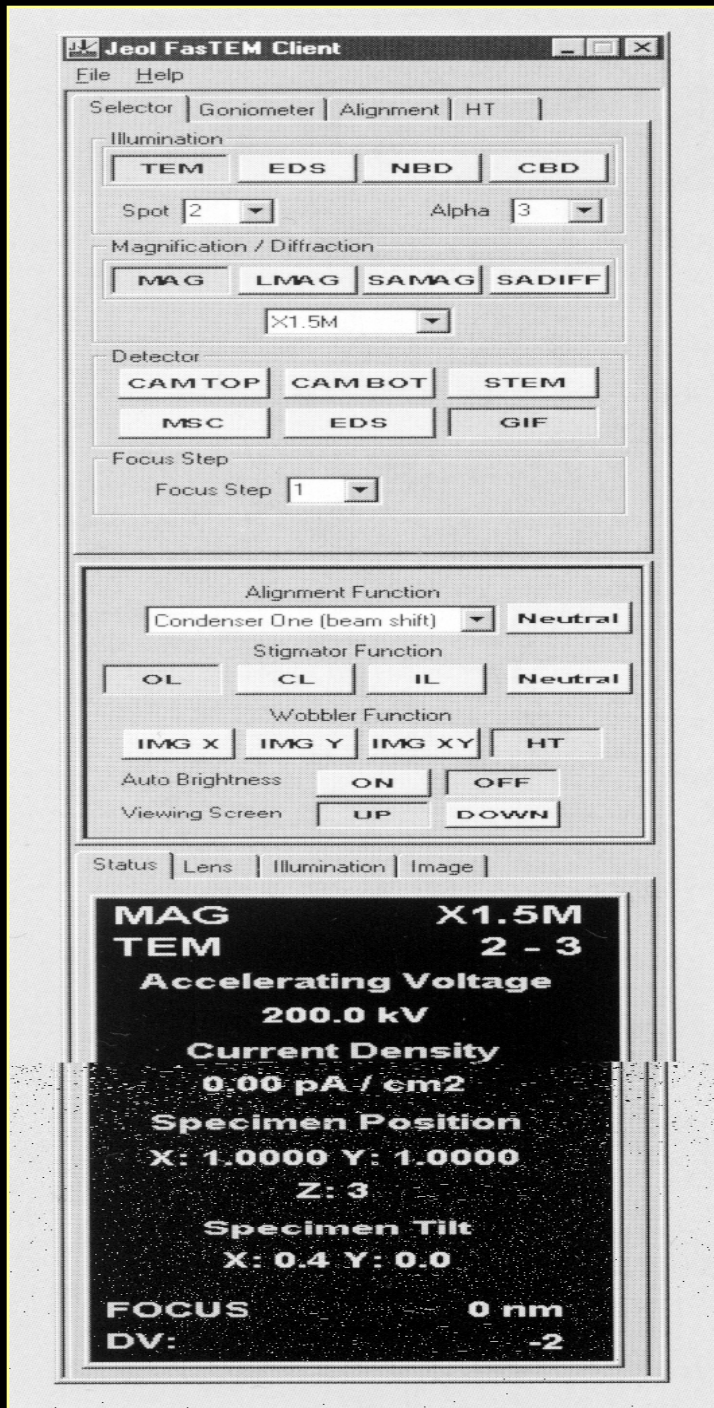 Jeol FasTEM Client
File Help
Selector Goniometer Alignment HT
Illumination
TEM EDS NBD CBD
Spot 2 Alpha 3
Magnification / Diffraction
MAG LMAG SAMAG SADIFF
X1.5M
Detector
CAM TOP CAM BOT STEM
MSC EDS GIF
Focus Step
Focus Step 1
Alignment Function
Condenser One (beam shift) Neutral
Stigmator Function
OL CL IL Neutral
Wobbler Function
IMG X IMG Y IMG XY HT
Auto Brightness ON OFF
Viewing Screen UP DOWN
Status Lens Illumination Image
MAG X1.5M
TEM 2 - 3
Accelerating Voltage
200.0 kV
Current Density
0.00 pA / cm2
Specimen Position
X: 1.0000 Y: 1.0000
Z: 3
Specimen Tilt
X: 0.4 Y: 0.0
FOCUS 0 nm
DV: -2